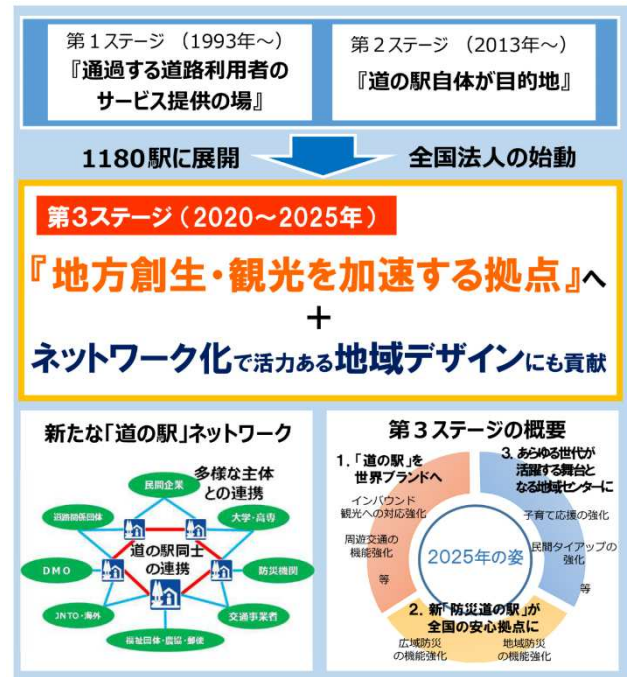 第1ステージ （1993年～）
『通過する道路利用者の
サービス提供の場』
第2ステージ （2013年～）
『道の駅自体が目的地』
1180駅に展開
全国法人の始動
第3ステージ（2020～2025年）
『地方創生・観光を加速する拠点』へ
+
ネットワーク化で活力ある地域デザインにも貢献
新たな「道の駅」ネットワーク
民間企業
多様な主体
との連携
道路関係団体
大学・高専
道の駅同士
の連携
DMO
防災機関
JNTO・海外
交通事業者
福祉団体・農協・郵便
第3ステージの概要
1．「道の駅」を
世界ブランドへ
インバウンド
観光への対応強化
周遊交通の
機能強化
等
3．あらゆる世代が
活躍する舞台と
なる地域センターに
子育て応援の強化
民間タイアップの
強化
等
2025年の姿
2．新「防災道の駅」が
全国の安心拠点に
広域防災
の機能強化
地域防災
の機能強化